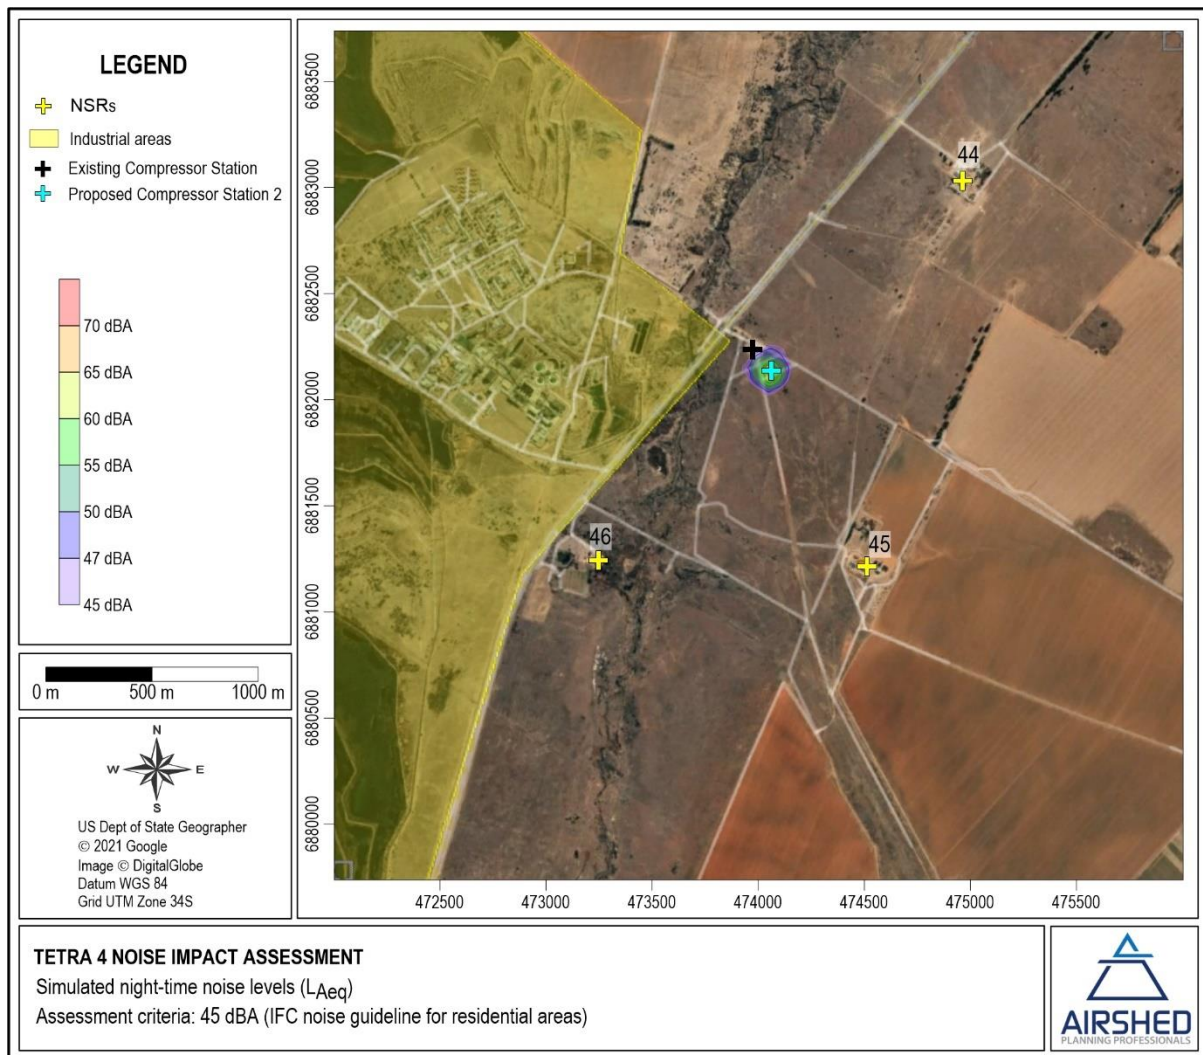 LEGEND
NSRs
Industrial areas
Existing Compressor Station
Proposed Compressor Station 2
70 dBA
65 dBA
60 dBA
55 dBA
50 dBA
47 dBA
45 dBA
0 m 500 m 1000 m
N
W E
S
US Dept of State Geographer
© 2021 Google
Image © DigitalGlobe
Datum WGS 84
Grid UTM Zone 34S
6883500
6883000
6882500
6882000
6881500
6881000
6880500
6880000
44
46
45
472500 473000 473500 474000 474500 475000 475500
TETRA 4 NOISE IMPACT ASSESSMENT
Simulated night-time noise levels (LAeq)
Assessment criteria: 45 dBA (IFC noise guideline for residential areas)
AIRSHED
PLANNING PROFESSIONALS